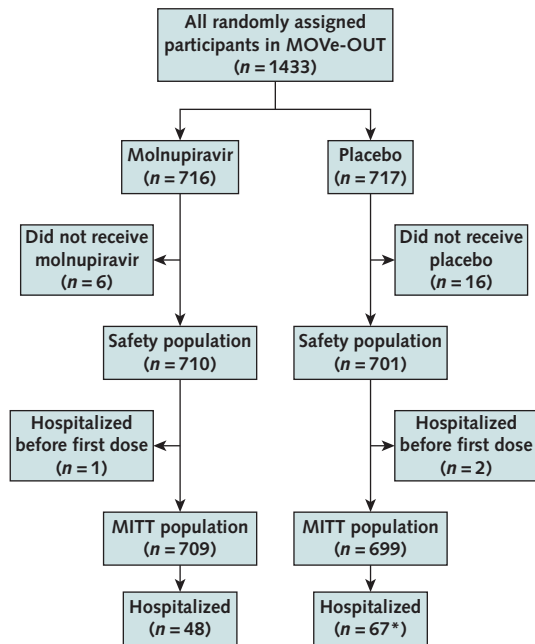 All randomly assigned
participants in MOVe-OUT
(n = 1433)
Molnupiravir
(n = 716)
Placebo
(n = 717)
Did not receive
molnupiravir
(n = 6)
Did not receive
placebo
(n = 16)
Safety population
(n = 710)
Safety population
(n = 701)
Hospitalized
before first dose
(n = 1)
Hospitalized
before first dose
(n = 2)
MITT population
(n = 709)
MITT population
(n = 699)
Hospitalized
(n = 48)
Hospitalized
(n = 67*)